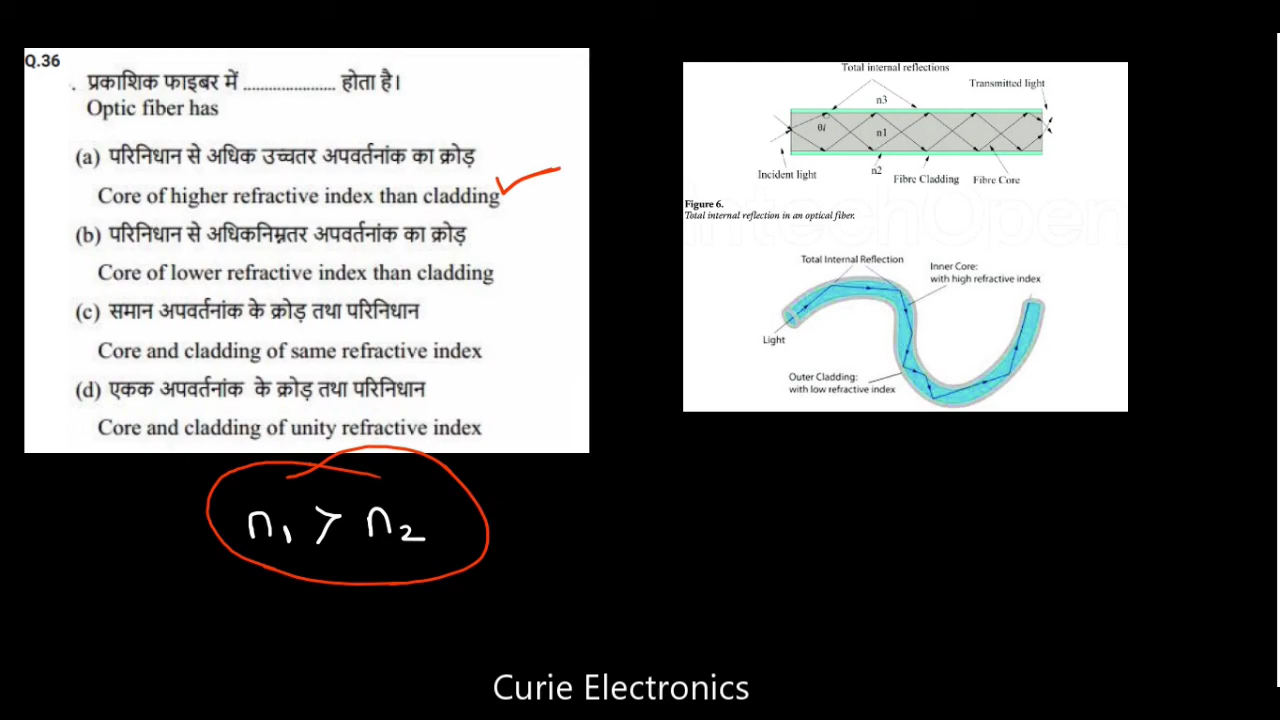 Q.36
. प्रकाशिक फाइबर में ...................... होता है।
Optic fiber has
(a) परिनिधान से अधिक उच्चतर अपवर्तनांक का क्रोड़
Core of higher refractive index than cladding
(b) परिनिधान से अधिकनिम्नतर अपवर्तनांक का क्रोड़
Core of lower refractive index than cladding
(c) समान अपवर्तनांक के क्रोड़ तथा परिनिधान
Core and cladding of same refractive index
(d) एकक अपवर्तनांक के क्रोड़ तथा परिनिधान
Core and cladding of unity refractive index
n₁ > n₂
Total internal reflections
Transmitted light
n3
θi
n1
Incident light
n2
Fibre Cladding
Fibre Core
Figure 6.
Total internal reflection in an optical fiber.
IntechOpen
Total Internal Reflection
Inner Core:
with high refractive index
Light
Outer Cladding:
with low refractive index
Curie Electronics